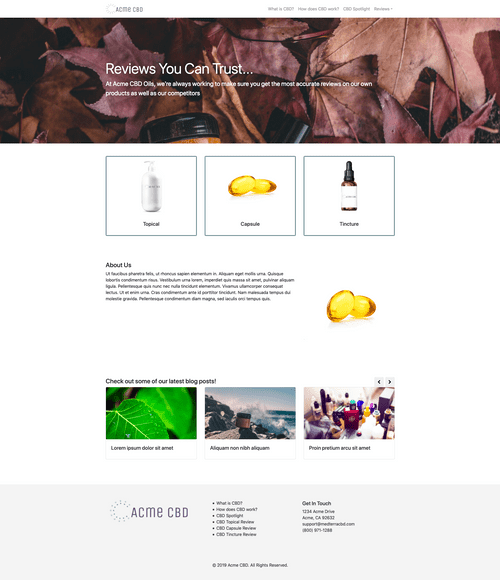 Acme CBD
What is CBD? How does CBD work? CBD Spotlight Reviews
Reviews You Can Trust...
At Acme CBD Oils, we're always working to make sure you get the most accurate reviews on our own
products as well as our competitors
Topical
Capsule
Tincture
About Us
Ut faucibus pharetra felis, ut rhoncus sapien elementum in. Aliquam eget mollis urna. Quisque
lobortis condimentum risus. Vestibulum urna lorem, imperdiet quis massa sit amet, pulvinar aliquam
ligula. Pellentesque quis nunc nec nulla tincidunt elementum. Vivamus ullamcorper consequat
lectus. Ut et enim urna. Cras condimentum ante id porttitor tincidunt. Nam malesuada tempus dui
molestie gravida. Pellentesque condimentum diam magna, sed iaculis orci tempus quis.
Check out some of our latest blog posts!
Lorem ipsum dolor sit amet
Aliquam non nibh aliquam
Proin pretium arcu sit amet
Acme CBD
What is CBD?
How does CBD work?
CBD Spotlight
CBD Topical Review
CBD Capsule Review
CBD Tincture Review
Get In Touch
1234 Acme Drive
Acme, CA 92632
support@medterracbd.com
(800) 971-1288
© 2019 Acme CBD. All Rights Reserved.